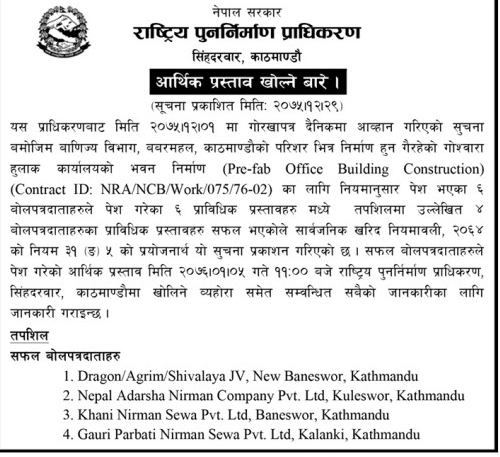 नेपाल सरकार
राष्ट्रिय पुनर्निर्माण प्राधिकरण
सिंहदरवार, काठमाण्डौ
आर्थिक प्रस्ताव खोल्ने बारे ।
(सूचना प्रकाशित मिति: २०७५।१२।२९)
यस प्राधिकरणबाट मिति २०७५।१२।०१ मा गोरखापत्र दैनिकमा आव्हान गरिएको सुचना
बमोजिम बाणिज्य विभाग, बबरमहल, काठमाण्डौको परिशर भित्र निर्माण हुन गैरहेको गोश्वारा
हुलाक कार्यालयको भवन निर्माण (Pre-fab Office Building Construction)
(Contract ID: NRA/NCB/Work/075/76-02) का लागि नियमानुसार पेश भएका ६
बोलपत्रदाताहरुले पेश गरेका ६ प्राविधिक प्रस्तावहरु मध्ये तपशिलमा उल्लेखित ४
बोलपत्रदाताहरुका प्राविधिक प्रस्तावहरु सफल भएकोले सार्वजनिक खरिद नियमावली, २०६४
को नियम ३१ (ङ) ५ को प्रयोजनार्थ यो सुचना प्रकाशन गरिएको छ । सफल बोलपत्रदाताहरुले
पेश गरेको आर्थिक प्रस्ताव मिति २०७६।०१।०५ गते ११:०० बजे राष्ट्रिय पुनर्निर्माण प्राधिकरण,
सिंहदरवार, काठमाण्डौमा खोलिने व्यहोरा समेत सम्वन्धित सबैको जानकारीका लागि
जानकारी गराइन्छ ।
तपशिल
सफल बोलपत्रदाताहरु
1. Dragon/Agrim/Shivalaya JV, New Baneswor, Kathmandu
2. Nepal Adarsha Nirman Company Pvt. Ltd, Kuleswor, Kathmandu
3. Khani Nirman Sewa Pvt. Ltd, Baneswor, Kathmandu
4. Gauri Parbati Nirman Sewa Pvt. Ltd, Kalanki, Kathmandu